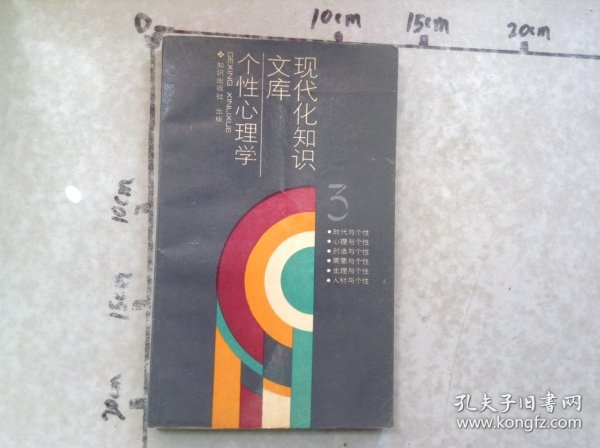 0
10cm
15cm
20cm
现代化知识
文库
个性心理学
GEXING XINLIXUE
知识出版社 出版
3
时代与个性
心理与个性
创造与个性
需要与个性
生理与个性
人材与个性
10cm
15cm
20cm
孔夫子旧书网
www.kongfz.com